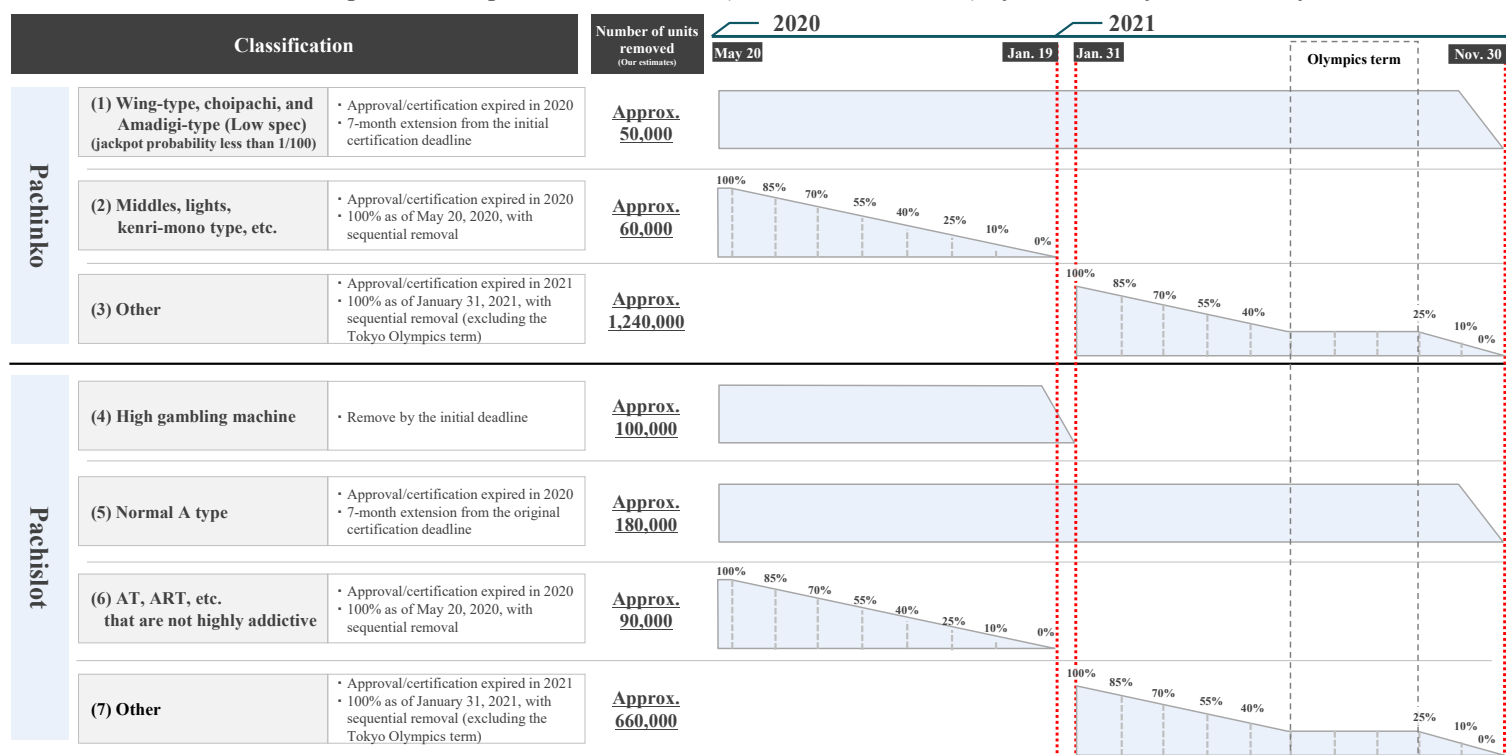 2020
2021
Classification
Number of units
removed
(Our estimates)
May 20
Jan. 19
Jan. 31
Olympics term
Nov. 30
Pachinko
(1) Wing-type, choipachi, and
Amadigi-type (Low spec)
(jackpot probability less than 1/100)
・Approval/certification expired in 2020
・7-month extension from the initial
certification deadline
Approx.
50,000
(2) Middles, lights,
kenri-mono type, etc.
・Approval/certification expired in 2020
・100% as of May 20, 2020, with
sequential removal
Approx.
60,000
100% 85% 70% 55% 40% 25% 10% 0%
(3) Other
・Approval/certification expired in 2021
・100% as of January 31, 2021, with
sequential removal (excluding the
Tokyo Olympics term)
Approx.
1,240,000
100% 85% 70% 55% 40% 25% 10% 0%
Pachislot
(4) High gambling machine
・Remove by the initial deadline
Approx.
100,000
(5) Normal A type
・Approval/certification expired in 2020
・7-month extension from the original
certification deadline
Approx.
180,000
(6) AT, ART, etc.
that are not highly addictive
・Approval/certification expired in 2020
・100% as of May 20, 2020, with
sequential removal
Approx.
90,000
100% 85% 70% 55% 40% 25% 10% 0%
(7) Other
・Approval/certification expired in 2021
・100% as of January 31, 2021, with
sequential removal (excluding the
Tokyo Olympics term)
Approx.
660,000
100% 85% 70% 55% 40% 25% 10% 0%